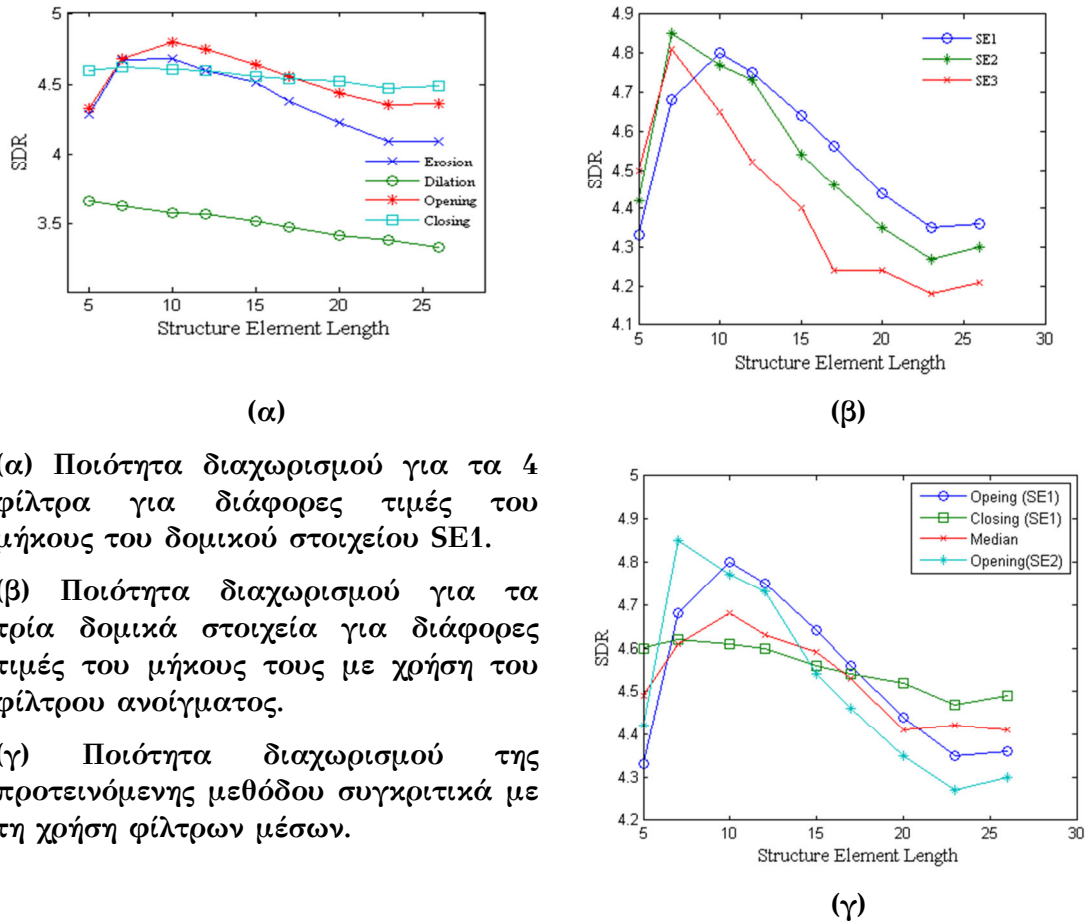 5
4.5
4
3.5
SDR
Erosion
Dilation
Opening
Closing
5 10 15 20 25
Structure Element Length
(α)
4.9
4.8
4.7
4.6
4.5
4.4
4.3
4.2
4.1
SDR
SE1
SE2
SE3
5 10 15 20 25 30
Structure Element Length
(β)
(α) Ποιότητα διαχωρισμού για τα 4
φίλτρα για διάφορες τιμές του
μήκους του δομικού στοιχείου SE1.
(β) Ποιότητα διαχωρισμού για τα
τρία δομικά στοιχεία για διάφορες
τιμές του μήκους τους με χρήση του
φίλτρου ανοίγματος.
(γ) Ποιότητα διαχωρισμού της
προτεινόμενης μεθόδου συγκριτικά με
τη χρήση φίλτρων μέσων.
5
4.9
4.8
4.7
4.6
4.5
4.4
4.3
4.2
SDR
Opeing (SE1)
Closing (SE1)
Median
Opening(SE2)
5 10 15 20 25 30
Structure Element Length
(γ)